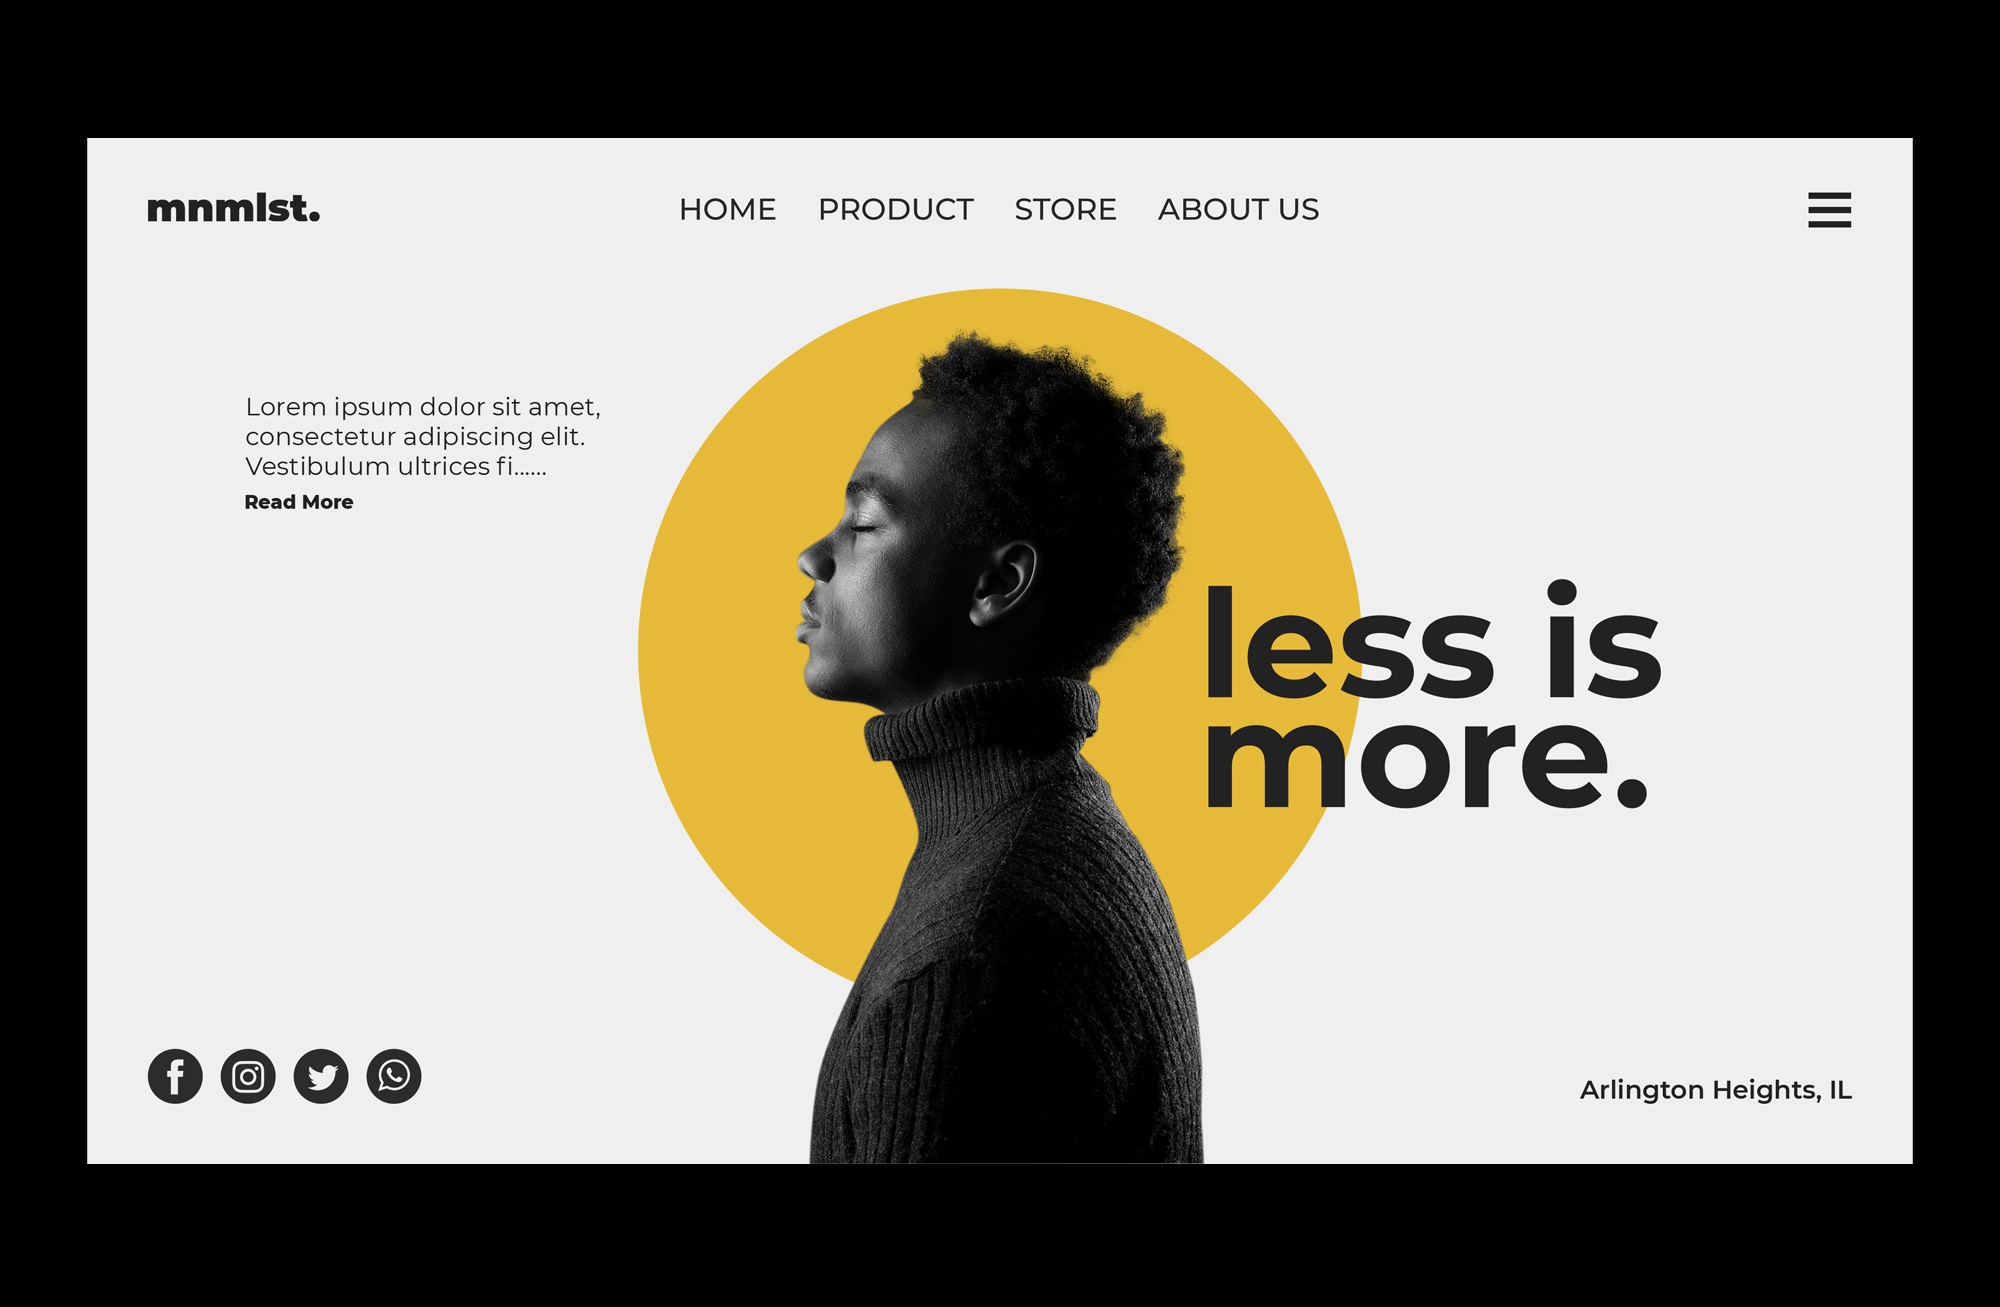 mnmlst.
HOME PRODUCT STORE ABOUT US
Lorem ipsum dolor sit amet,
consectetur adipiscing elit.
Vestibulum ultrices fi......
Read More
less is
more.
Arlington Heights, IL